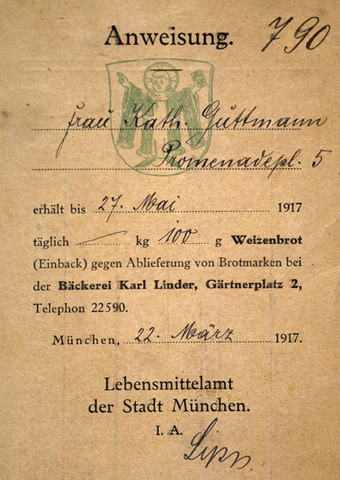 Anweisung. 790
Frau Kath. Guttmann
Promenadepl. 5
erhält bis 27. Mai 1917
täglich — kg 100 g Weizenbrot
(Einback) gegen Ablieferung von Brotmarken bei
der Bäckerei Karl Linder, Gärtnerplatz 2,
Telephon 22590.
München, 22. März 1917.
Lebensmittelamt
der Stadt München.
I. A.